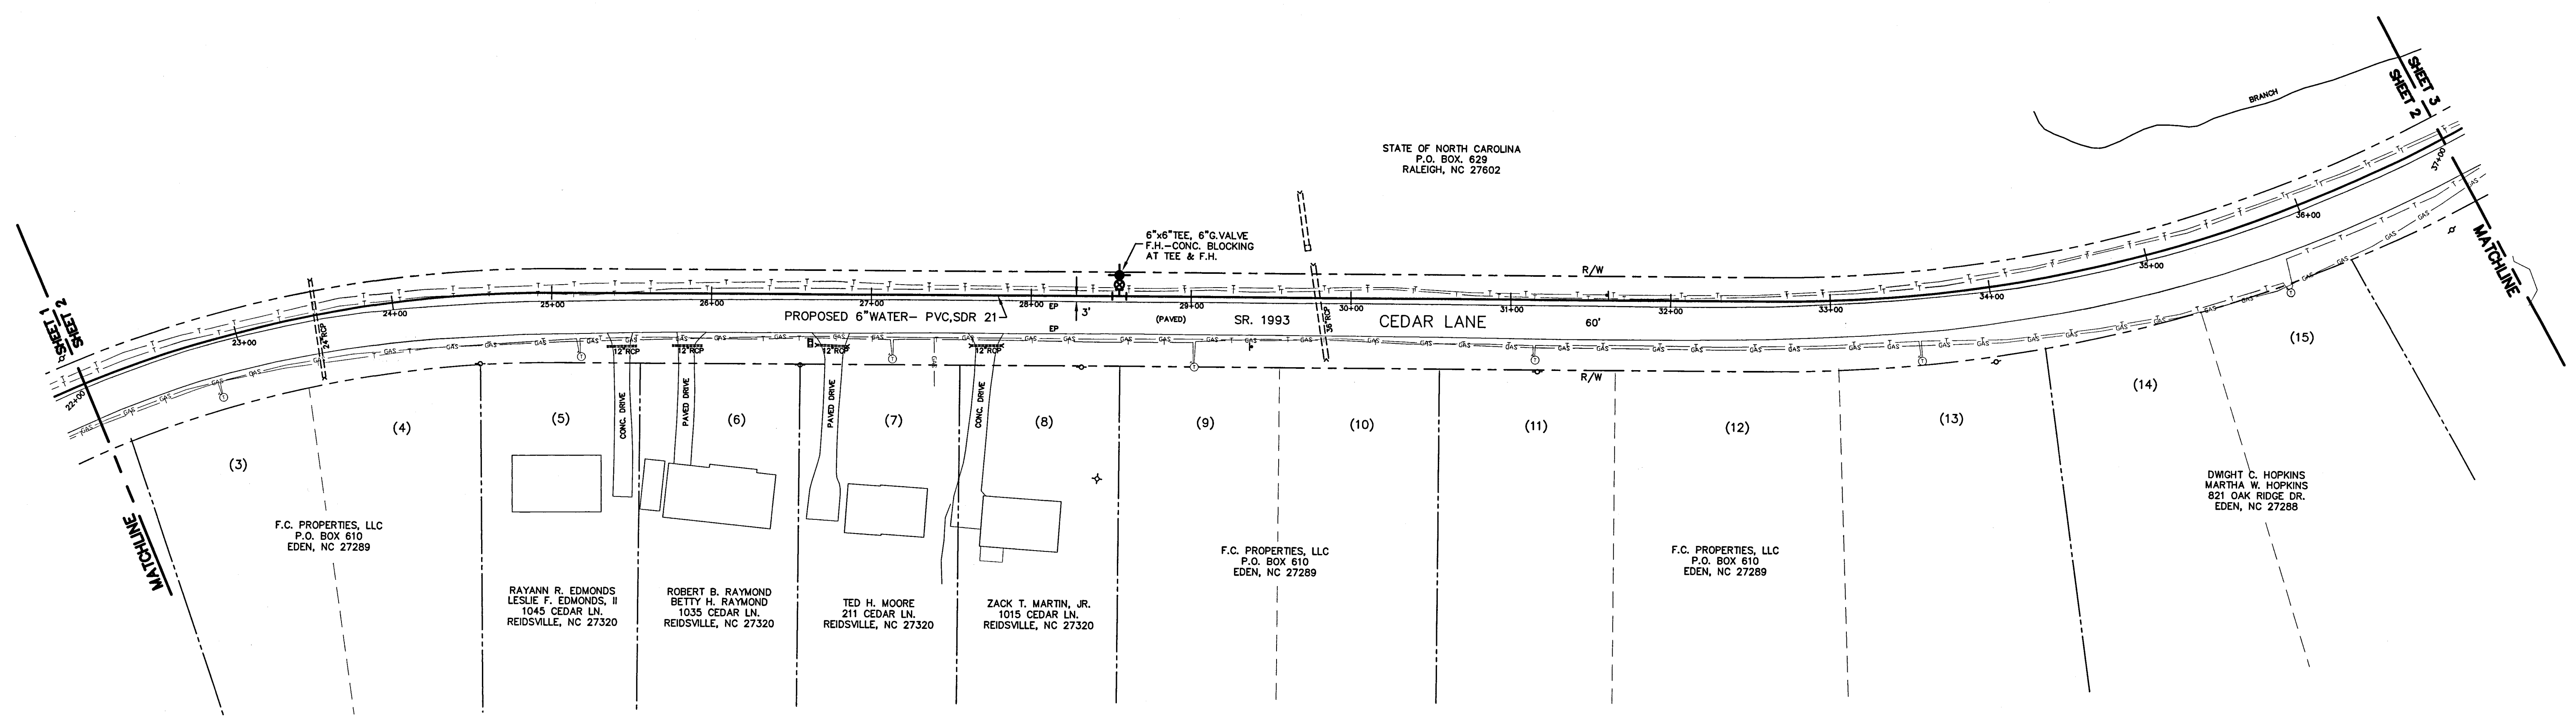 SHEET 3
SHEET 2
BRANCH
STATE OF NORTH CAROLINA
P.O. BOX. 629
RALEIGH, NC 27602
6"x6"TEE, 6"G.VALVE
F.H.-CONC. BLOCKING
AT TEE & F.H.
SHEET 1
SHEET 2
MATCHLINE
MATCHLINE
R/W
22+00
23+00
24+00
25+00
26+00
27+00
28+00
29+00
30+00
31+00
32+00
33+00
34+00
35+00
36+00
37+00
24"RCP
PROPOSED 6"WATER- PVC,SDR 21
EP
3'
(PAVED)
SR. 1993
36"RCP
CEDAR LANE
60'
EP
12"RCP
12"RCP
12"RCP
12"RCP
GAS
T
R/W
CONC. DRIVE
PAVED DRIVE
PAVED DRIVE
CONC. DRIVE
(3)
(4)
(5)
(6)
(7)
(8)
(9)
(10)
(11)
(12)
(13)
(14)
(15)
F.C. PROPERTIES, LLC
P.O. BOX 610
EDEN, NC 27289
RAYANN R. EDMONDS
LESLIE F. EDMONDS, II
1045 CEDAR LN.
REIDSVILLE, NC 27320
ROBERT B. RAYMOND
BETTY H. RAYMOND
1035 CEDAR LN.
REIDSVILLE, NC 27320
TED H. MOORE
211 CEDAR LN.
REIDSVILLE, NC 27320
ZACK T. MARTIN, JR.
1015 CEDAR LN.
REIDSVILLE, NC 27320
F.C. PROPERTIES, LLC
P.O. BOX 610
EDEN, NC 27289
F.C. PROPERTIES, LLC
P.O. BOX 610
EDEN, NC 27289
DWIGHT C. HOPKINS
MARTHA W. HOPKINS
821 OAK RIDGE DR.
EDEN, NC 27288